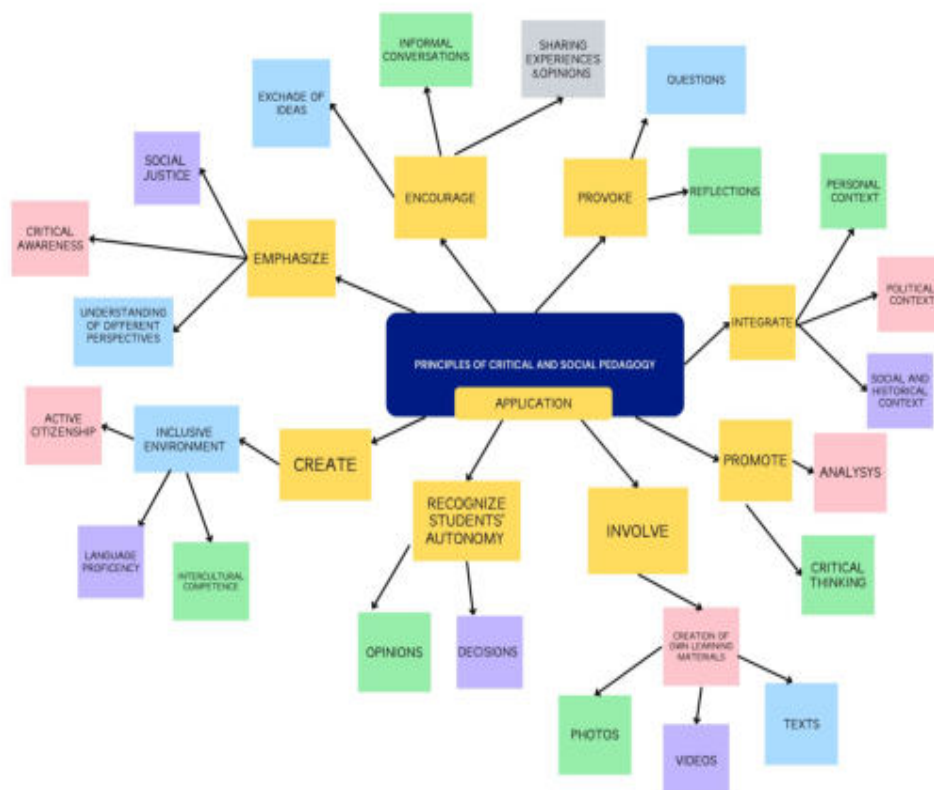 INFORMAL
CONVERSATIONS
SHARING
EXPERIENCES
&OPINIONS
QUESTIONS
EXCHAGE OF
IDEAS
SOCIAL
JUSTICE
ENCOURAGE
PROVOKE
REFLECTIONS
PERSONAL
CONTEXT
CRITICAL
AWARENESS
EMPHASIZE
UNDERSTANDING
OF DIFFERENT
PERSPECTIVES
INTEGRATE
POLITICAL
CONTEXT
PRINCIPLES OF CRITICAL AND SOCIAL PEDAGOGY
APPLICATION
SOCIAL AND
HISTORICAL
CONTEXT
ACTIVE
CITIZENSHIP
INCLUSIVE
ENVIRONMENT
CREATE
RECOGNIZE
STUDENTS'
AUTONOMY
INVOLVE
PROMOTE
ANALYSYS
LANGUAGE
PROFICENCY
INTERCULTURAL
COMPETENCE
CRITICAL
THINKING
OPINIONS
DECISIONS
CREATION OF
OWN LEARNING
MATERIALS
PHOTOS
VIDEOS
TEXTS